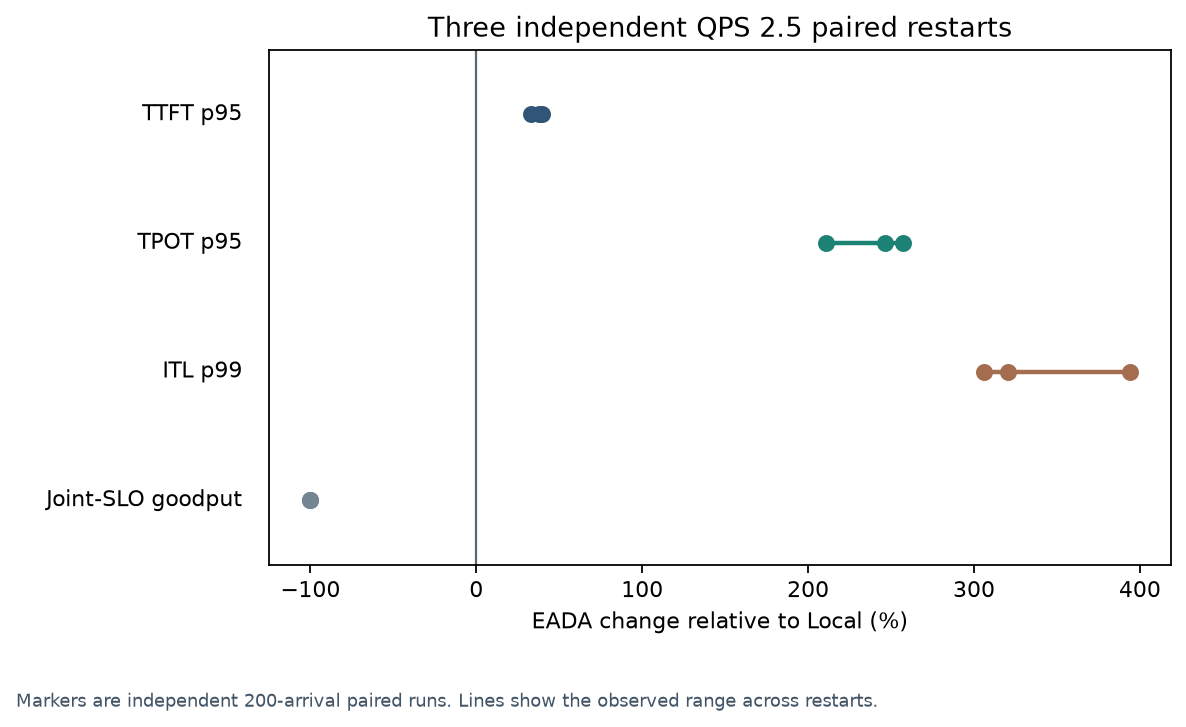 Three independent QPS 2.5 paired restarts
TTFT p95
TPOT p95
ITL p99
Joint-SLO goodput
−100 0 100 200 300 400
EADA change relative to Local (%)
Markers are independent 200-arrival paired runs. Lines show the observed range across restarts.